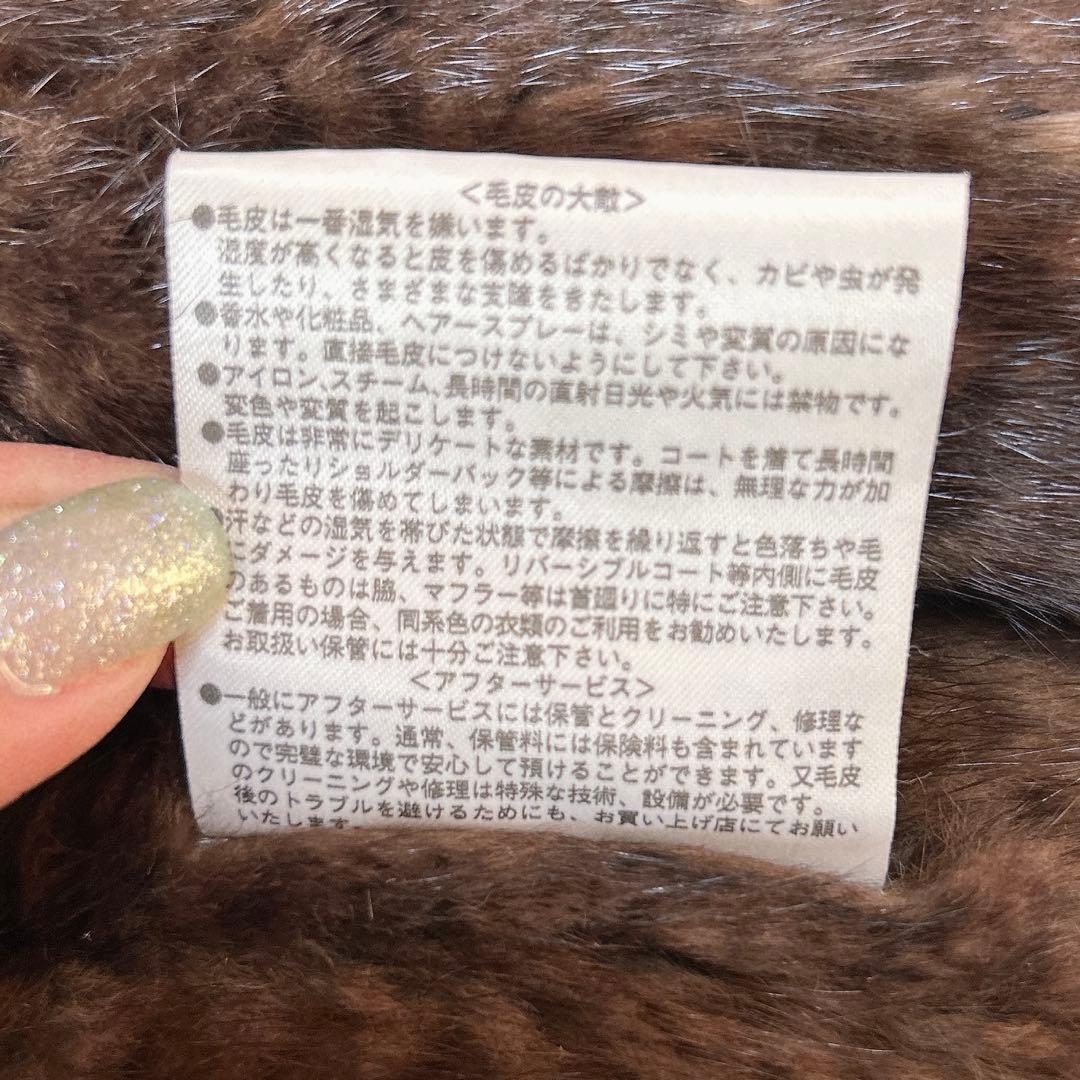 <毛皮の大敵>
●毛皮は一番湿気を嫌います。
湿度が高くなると皮を傷めるばかりでなく、カビや虫が発
生したり、さまざまな支障をきたします。
●香水や化粧品、ヘアースプレーは、シミや変質の原因にな
ります。直接毛皮につけないようにして下さい。
●アイロン、スチーム、長時間の直射日光や火気には禁物です。
変色や変質を起こします。
●毛皮は非常にデリケートな素材です。コートを着て長時間
座ったりショルダーバック等による摩擦は、無理な力が加
わり毛皮を傷めてしまいます。
●汗などの湿気を帯びた状態で摩擦を繰り返すと色落ちや毛
にダメージを与えます。リバーシブルコート等内側に毛皮
のあるものは脇、マフラー等は首廻りに特にご注意下さい。
ご着用の場合、同系色の衣類のご利用をお勧めいたします。
お取扱い保管には十分ご注意下さい。
<アフターサービス>
●一般にアフターサービスには保管とクリーニング、修理な
どがあります。通常、保管料には保険料も含まれています
ので完璧な環境で安心して預けることができます。又毛皮
のクリーニングや修理は特殊な技術、設備が必要です。
後のトラブルを避けるためにも、お買い上げ店にてお願い
いたします。